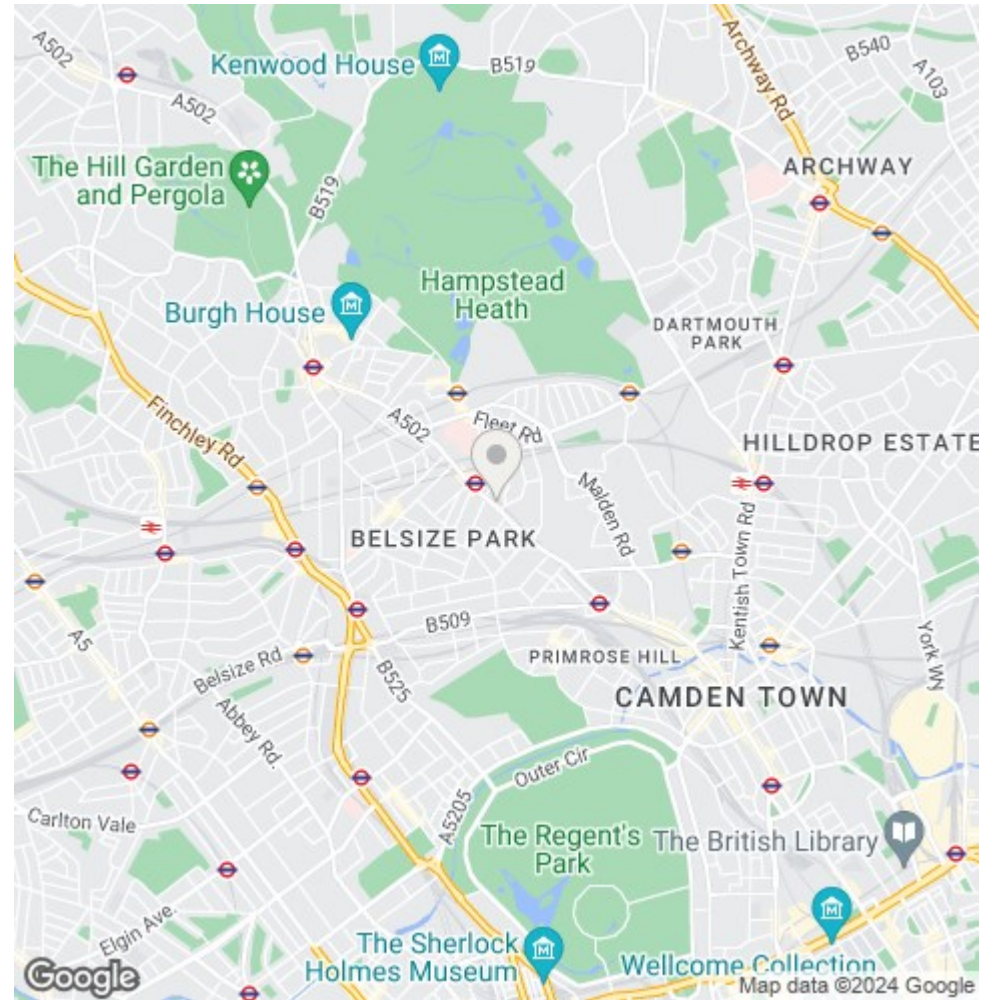 A502
Kenwood House
B519
Archway Rd
B540
A103
A502
The Hill Garden
and Pergola
B519
ARCHWAY
Hampstead
Heath
Burgh House
DARTMOUTH
PARK
Finchley Rd
A502
Fleet Rd
HILLDROP ESTATE
Malden Rd
BELSIZE PARK
Kentish Town Rd
A5
B509
York Wy
Belsize Rd
B525
PRIMROSE HILL
Abbey Rd.
CAMDEN TOWN
Outer Cir
A5205
Carlton Vale
The Regent's
Park
The British Library
Elgin Ave.
The Sherlock
Holmes Museum
Wellcome Collection
Google
Map data ©2024 Google